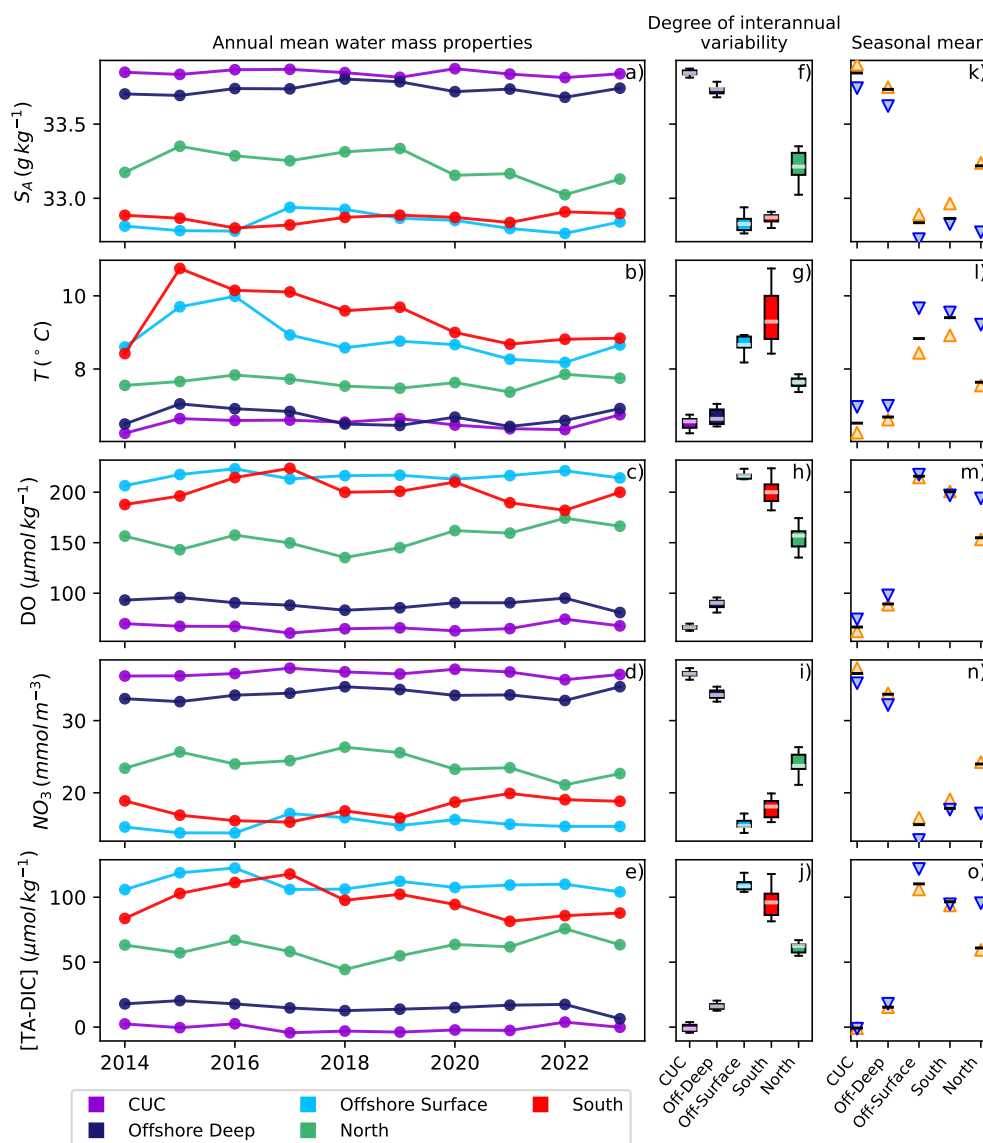 Annual mean water mass properties
Degree of interannual
variability
Seasonal mean
a)
f)
k)
33.5
33.0
S_A (g kg⁻¹)
b)
g)
l)
10
8
T (° C)
c)
h)
m)
200
150
100
DO (μmol kg⁻¹)
d)
i)
n)
30
20
NO₃ (mmol m⁻³)
e)
j)
o)
100
50
0
[TA-DIC] (μmol kg⁻¹)
2014
2016
2018
2020
2022
CUC
Off-Deep
Off-Surface
South
North
CUC
Off-Deep
Off-Surface
South
North
CUC
Offshore Surface
South
Offshore Deep
North